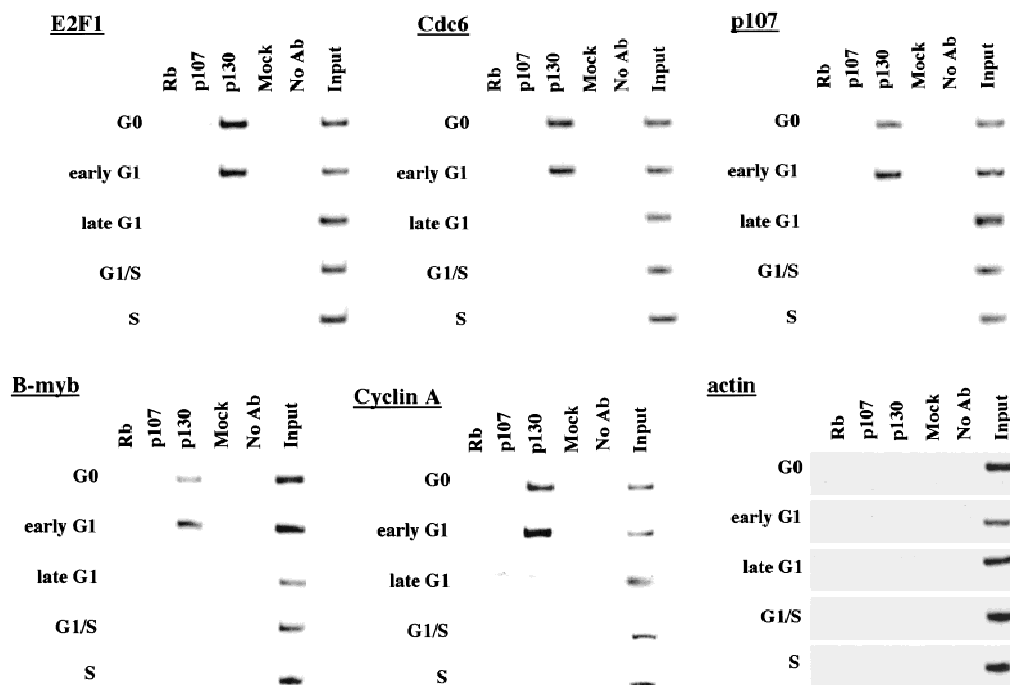 E2F1
Rb p107 p130 Mock No Ab Input
G0
early G1
late G1
G1/S
S
Cdc6
Rb p107 p130 Mock No Ab Input
G0
early G1
late G1
G1/S
S
p107
Rb p107 p130 Mock No Ab Input
G0
early G1
late G1
G1/S
S
B-myb
Rb p107 p130 Mock No Ab Input
G0
early G1
late G1
G1/S
S
Cyclin A
Rb p107 p130 Mock No Ab Input
G0
early G1
late G1
G1/S
S
actin
Rb p107 p130 Mock No Ab Input
G0
early G1
late G1
G1/S
S